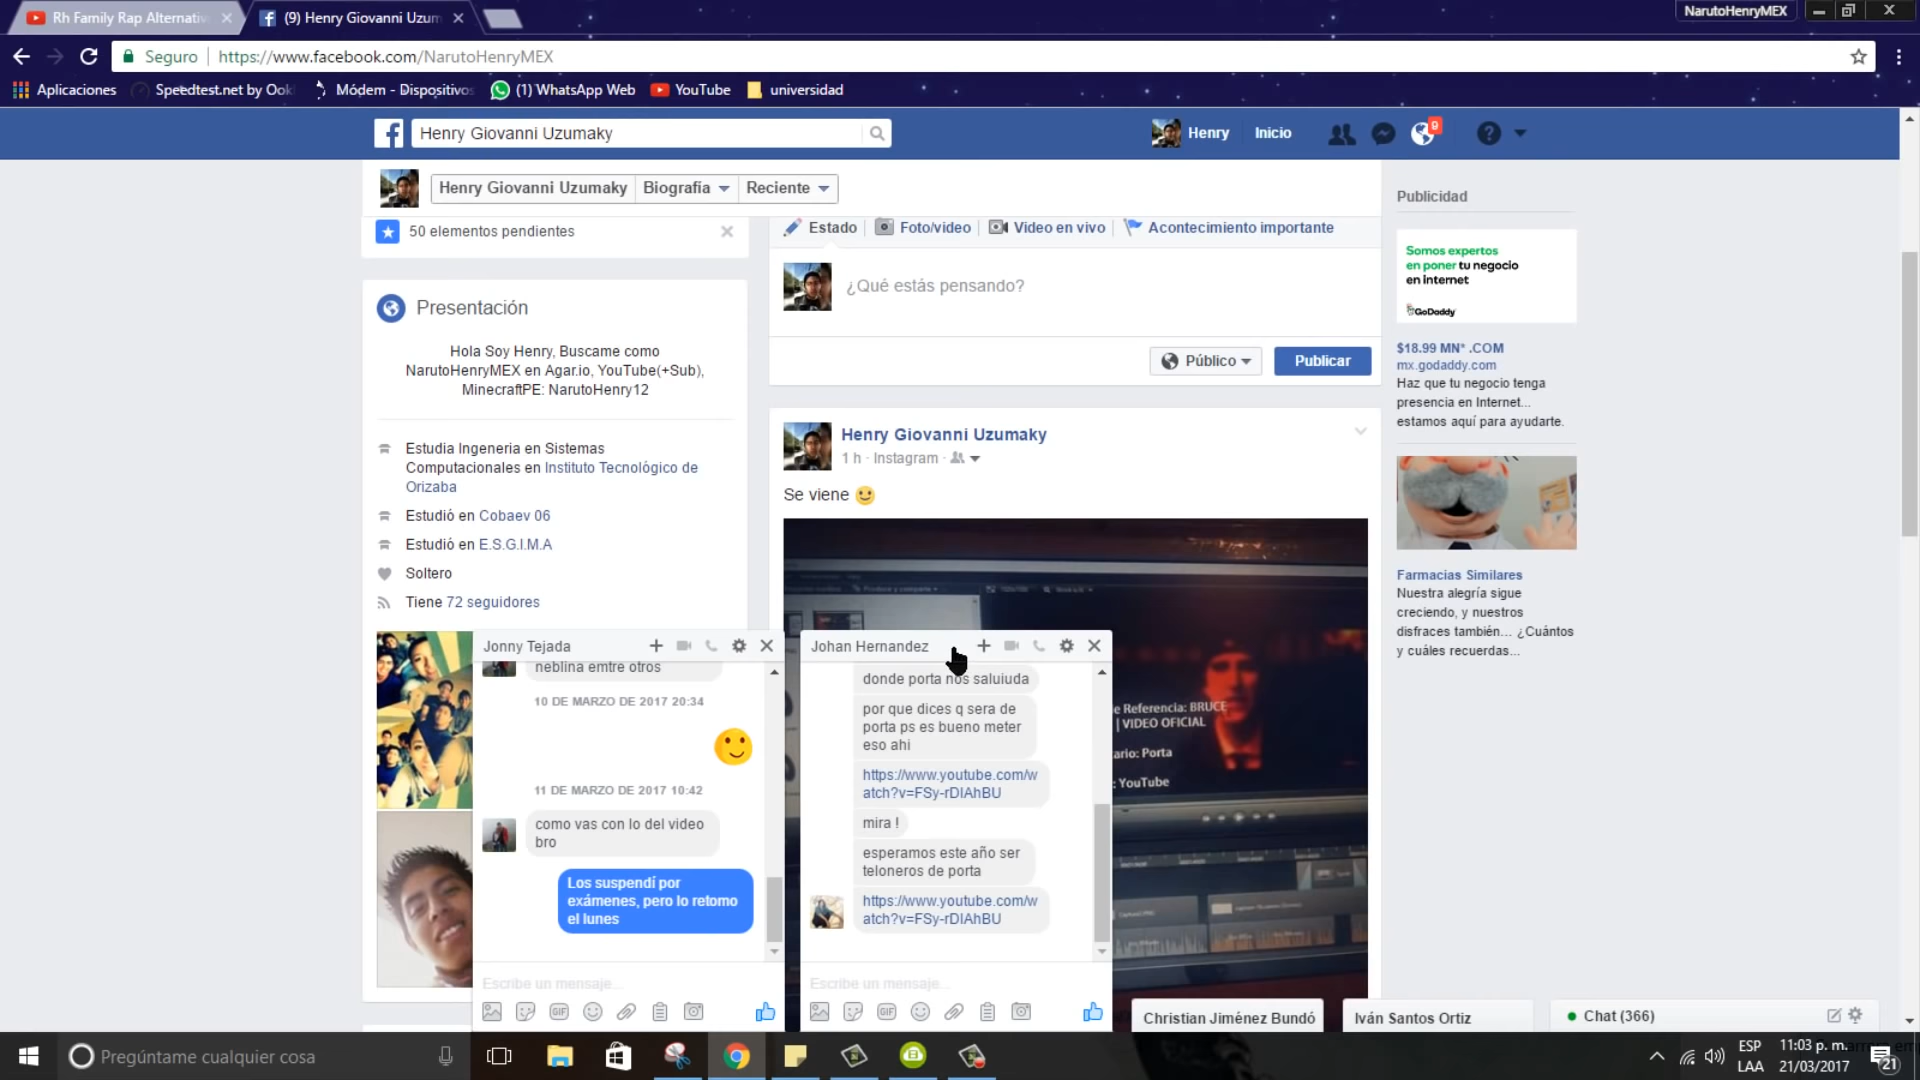 Rh Family Rap Alternativ
(9) Henry Giovanni Uzum
NarutoHenryMEX
Seguro
https://www.facebook.com/NarutoHenryMEX
Aplicaciones
Speedtest.net by Ookl
Módem - Dispositivos
(1) WhatsApp Web
YouTube
universidad
Henry Giovanni Uzumaky
Henry
Inicio
9
Henry Giovanni Uzumaky
Biografía
Reciente
50 elementos pendientes
Presentación
Hola Soy Henry, Buscame como
NarutoHenryMEX en Agar.io, YouTube(+Sub),
MinecraftPE: NarutoHenry12
Estudia Ingeneria en Sistemas
Computacionales en Instituto Tecnológico de
Orizaba
Estudió en Cobaev 06
Estudió en E.S.G.I.M.A
Soltero
Tiene 72 seguidores
Estado
Foto/video
Video en vivo
Acontecimiento importante
¿Qué estás pensando?
Público
Publicar
Henry Giovanni Uzumaky
1 h · Instagram ·
Se viene
e Referencia: BRUCE
| VIDEO OFICIAL
ario: Porta
: YouTube
Publicidad
Somos expertos
en poner tu negocio
en internet
GoDaddy
$18.99 MN* .COM
mx.godaddy.com
Haz que tu negocio tenga
presencia en Internet...
estamos aquí para ayudarte.
Farmacias Similares
Nuestra alegría sigue
creciendo, y nuestros
disfraces también... ¿Cuántos
y cuáles recuerdas...
Jonny Tejada
neblina emtre otros
10 DE MARZO DE 2017 20:34
11 DE MARZO DE 2017 10:42
como vas con lo del video
bro
Los suspendí por
exámenes, pero lo retomo
el lunes
Escribe un mensaje...
GIF
Johan Hernandez
donde porta nos saluiuda
por que dices q sera de
porta ps es bueno meter
eso ahi
https://www.youtube.com/w
atch?v=FSy-rDIAhBU
mira !
esperamos este año ser
teloneros de porta
https://www.youtube.com/w
atch?v=FSy-rDIAhBU
Escribe un mensaje...
GIF
Christian Jiménez Bundó
Iván Santos Ortiz
Chat (366)
Pregúntame cualquier cosa
ESP
LAA
11:03 p. m.
21/03/2017
21